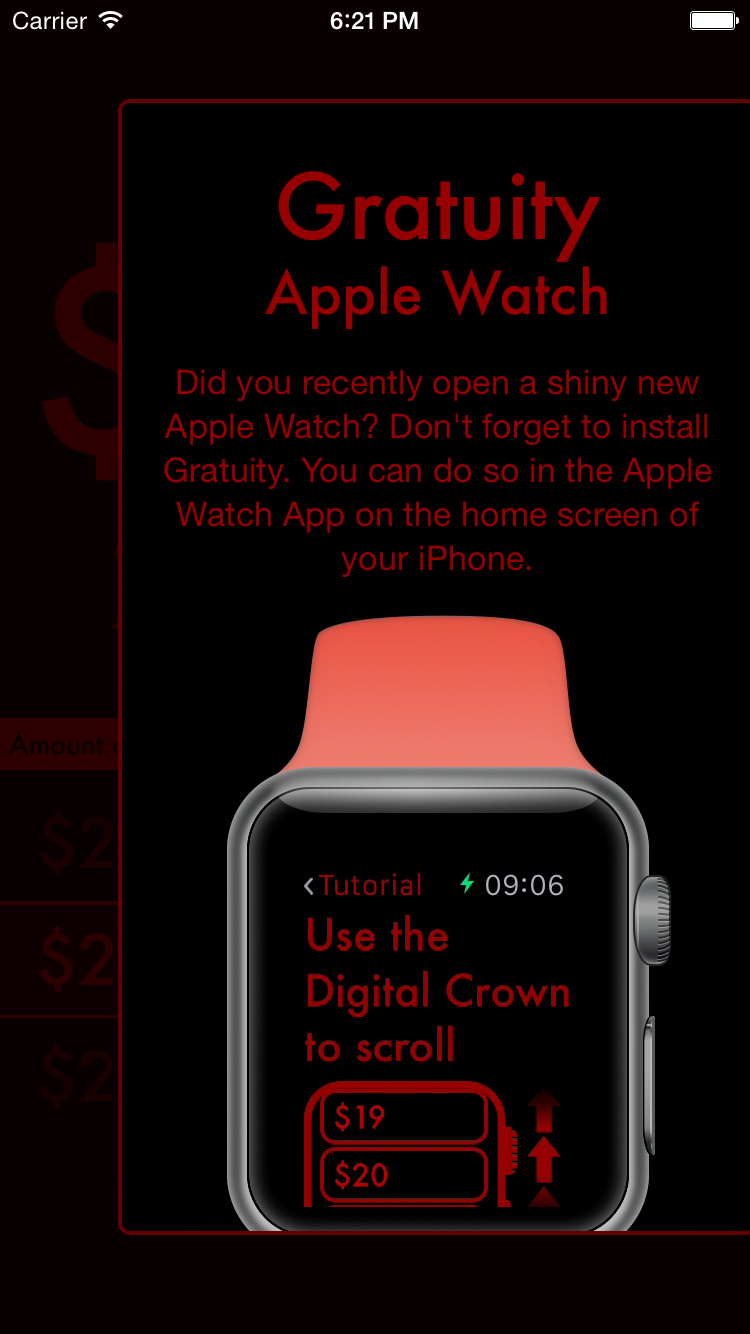 Carrier 6:21 PM
Gratuity
Apple Watch
Did you recently open a shiny new
Apple Watch? Don't forget to install
Gratuity. You can do so in the Apple
Watch App on the home screen of
your iPhone.
$
Amount
$2
$2
$2
Tutorial 09:06
Use the
Digital Crown
to scroll
$19
$20